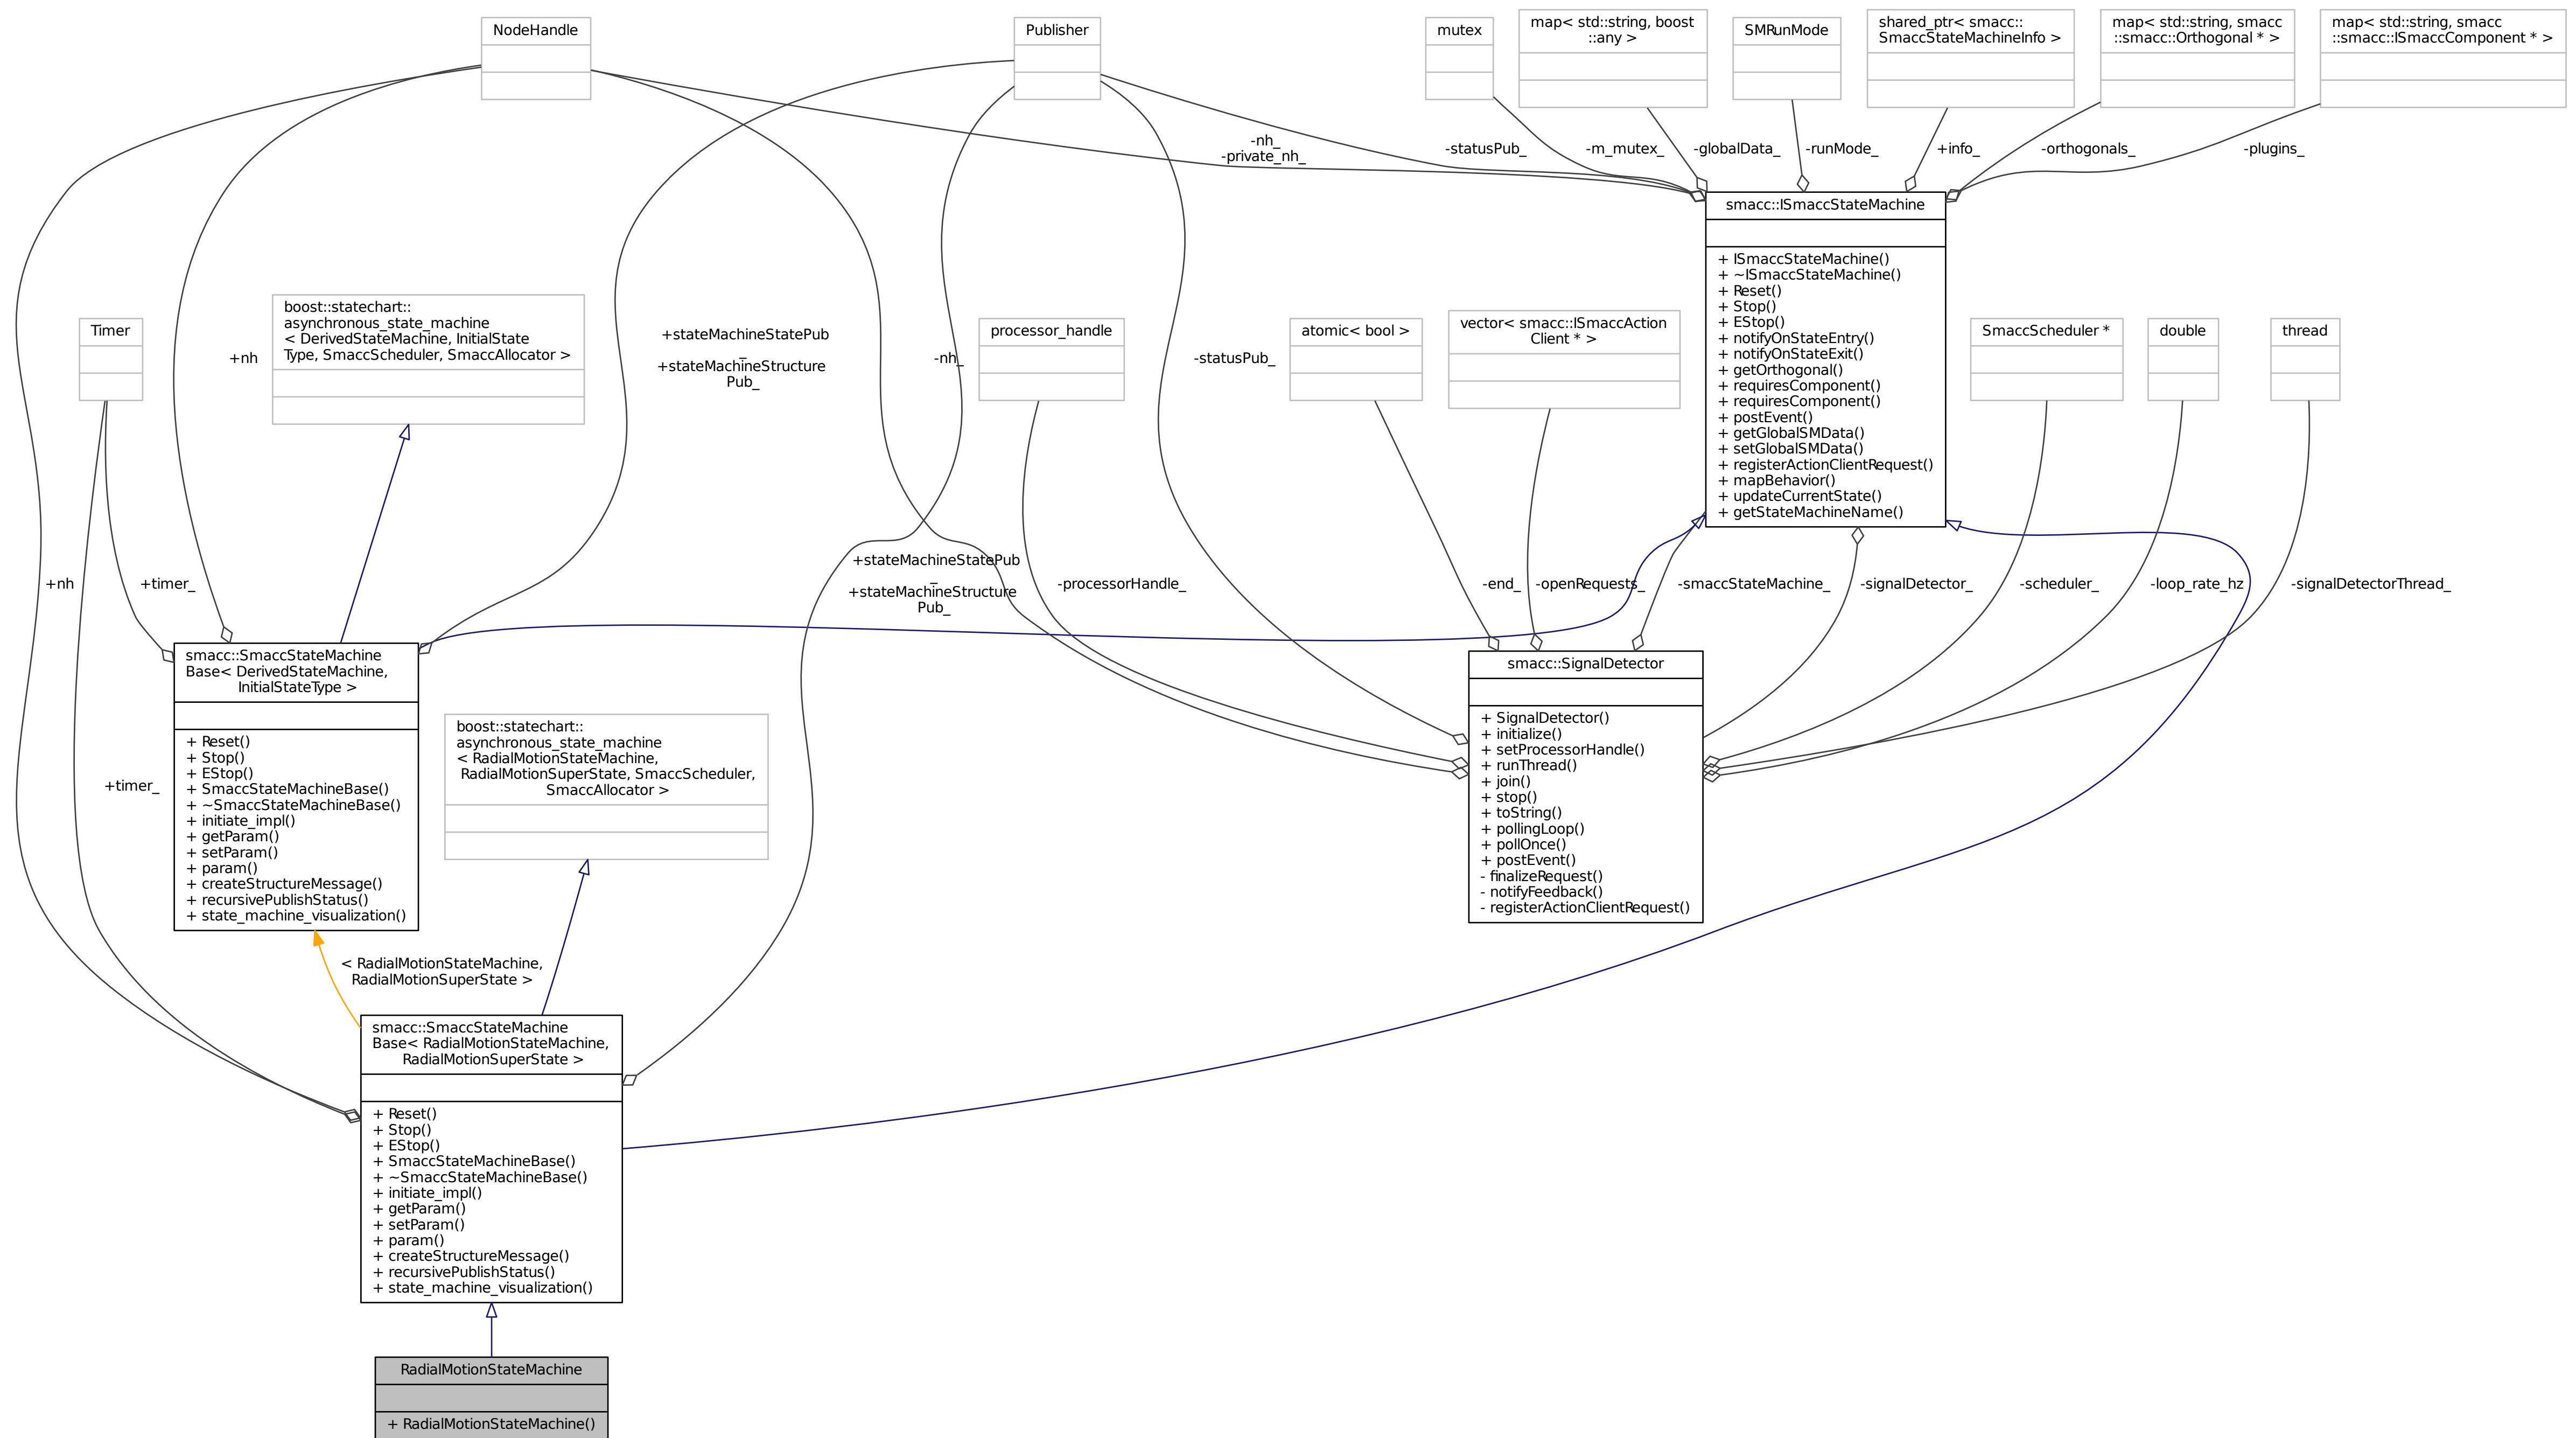 NodeHandle
Publisher
mutex
map< std::string, boost
::any >
SMRunMode
shared_ptr< smacc::
SmaccStateMachineInfo >
map< std::string, smacc
::smacc::Orthogonal * >
map< std::string, smacc
::smacc::ISmaccComponent * >
-nh_
-private_nh_
-statusPub_
-m_mutex_
-globalData_
-runMode_
+info_
-orthogonals_
-plugins_
smacc::ISmaccStateMachine
+ ISmaccStateMachine()
+ ~ISmaccStateMachine()
+ Reset()
+ Stop()
+ EStop()
+ notifyOnStateEntry()
+ notifyOnStateExit()
+ getOrthogonal()
+ requiresComponent()
+ requiresComponent()
+ postEvent()
+ getGlobalSMData()
+ setGlobalSMData()
+ registerActionClientRequest()
+ mapBehavior()
+ updateCurrentState()
+ getStateMachineName()
Timer
boost::statechart::
asynchronous_state_machine
< DerivedStateMachine, InitialState
Type, SmaccScheduler, SmaccAllocator >
+nh
+stateMachineStatePub
_
+stateMachineStructure
Pub_
-nh_
processor_handle
-statusPub_
atomic< bool >
vector< smacc::ISmaccAction
Client * >
SmaccScheduler *
double
thread
+nh
+timer_
+stateMachineStatePub
_
+stateMachineStructure
Pub_
-processorHandle_
-end_
-openRequests_
-smaccStateMachine_
-signalDetector_
-scheduler_
-loop_rate_hz
-signalDetectorThread_
smacc::SmaccStateMachine
Base< DerivedStateMachine,
InitialStateType >
+ Reset()
+ Stop()
+ EStop()
+ SmaccStateMachineBase()
+ ~SmaccStateMachineBase()
+ initiate_impl()
+ getParam()
+ setParam()
+ param()
+ createStructureMessage()
+ recursivePublishStatus()
+ state_machine_visualization()
smacc::SignalDetector
+ SignalDetector()
+ initialize()
+ setProcessorHandle()
+ runThread()
+ join()
+ stop()
+ toString()
+ pollingLoop()
+ pollOnce()
+ postEvent()
- finalizeRequest()
- notifyFeedback()
- registerActionClientRequest()
boost::statechart::
asynchronous_state_machine
< RadialMotionStateMachine,
RadialMotionSuperState, SmaccScheduler,
SmaccAllocator >
+timer_
< RadialMotionStateMachine,
RadialMotionSuperState >
smacc::SmaccStateMachine
Base< RadialMotionStateMachine,
RadialMotionSuperState >
+ Reset()
+ Stop()
+ EStop()
+ SmaccStateMachineBase()
+ ~SmaccStateMachineBase()
+ initiate_impl()
+ getParam()
+ setParam()
+ param()
+ createStructureMessage()
+ recursivePublishStatus()
+ state_machine_visualization()
RadialMotionStateMachine
+ RadialMotionStateMachine()